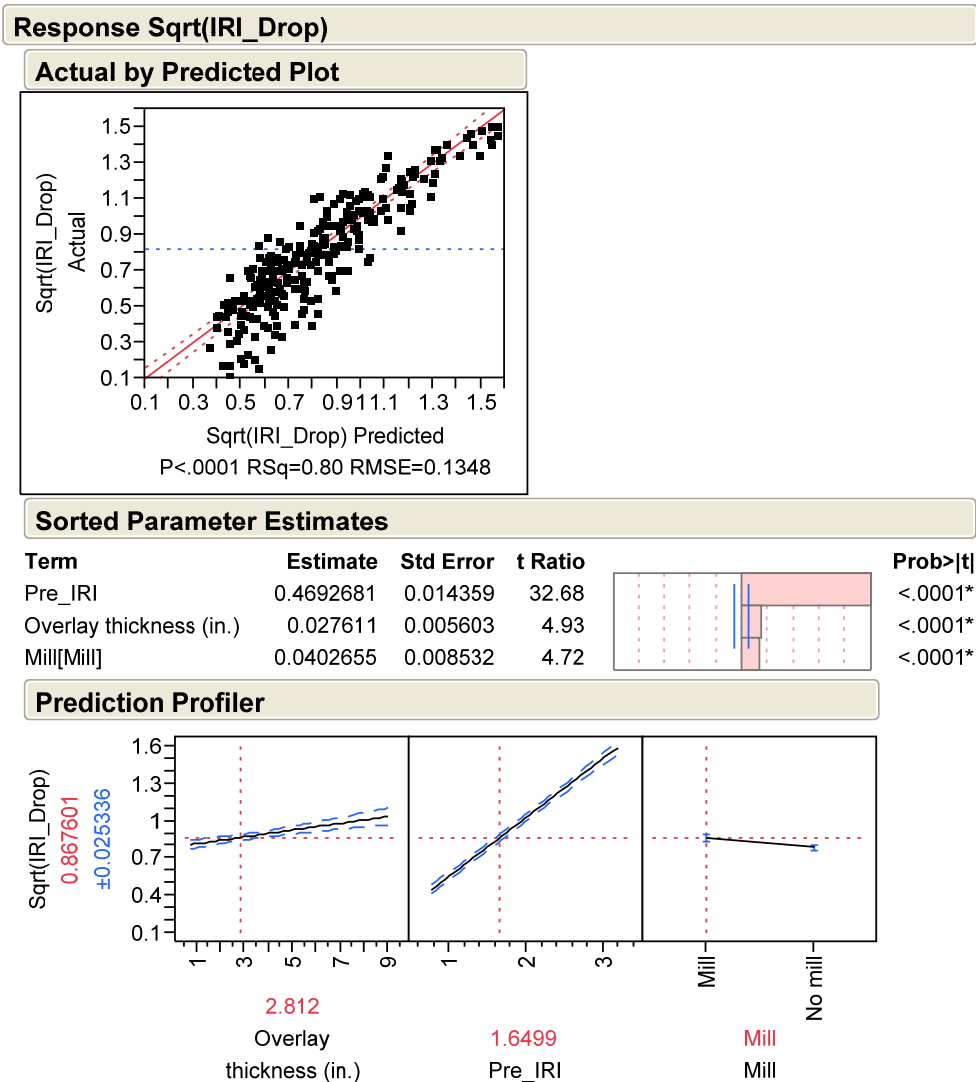 Response Sqrt(IRI_Drop)
Actual by Predicted Plot
Sqrt(IRI_Drop)
Actual
1.5
1.3
1.1
0.9
0.7
0.5
0.3
0.1
0.1 0.3 0.5 0.7 0.9 1 1.1 1.3 1.5
Sqrt(IRI_Drop) Predicted
P<.0001 RSq=0.80 RMSE=0.1348
Sorted Parameter Estimates
Term Estimate Std Error t Ratio Prob>|t|
Pre_IRI 0.4692681 0.014359 32.68 <.0001*
Overlay thickness (in.) 0.027611 0.005603 4.93 <.0001*
Mill[Mill] 0.0402655 0.008532 4.72 <.0001*
Prediction Profiler
Sqrt(IRI_Drop)
0.867601
±0.025336
1.6
1.3
1
0.7
0.4
0.1
1 3 5 7 9 1 2 3 Mill No mill
2.812
Overlay
thickness (in.)
1.6499
Pre_IRI
Mill
Mill